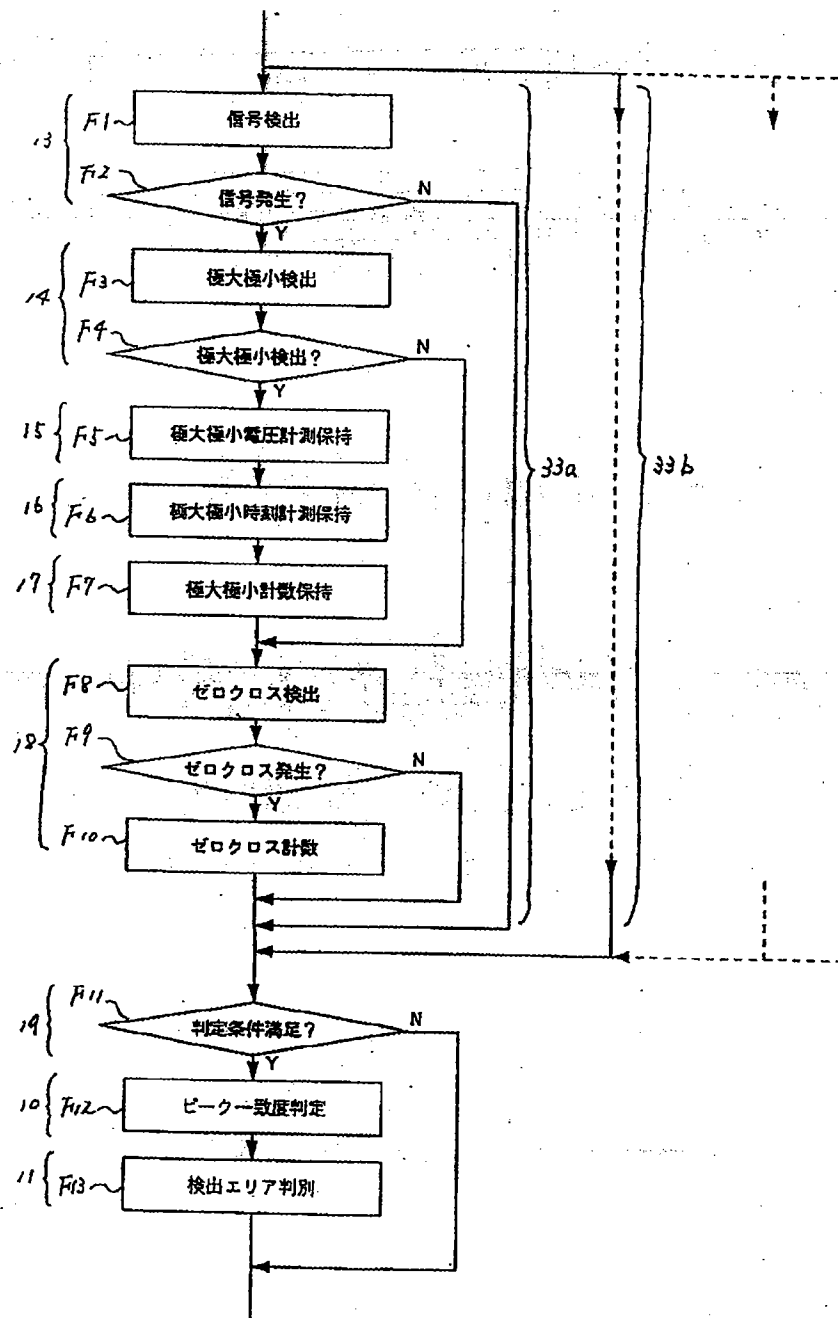 13
F1
信号検出
F2
信号発生?
N
Y
14
F3
極大極小検出
F4
極大極小検出?
N
Y
15
F5
極大極小電圧計測保持
16
F6
極大極小時刻計測保持
17
F7
極大極小計数保持
33a
33b
18
F8
ゼロクロス検出
F9
ゼロクロス発生?
N
Y
F10
ゼロクロス計数
19
F11
判定条件満足?
N
Y
10
F12
ピーク一致度判定
11
F13
検出エリア判別